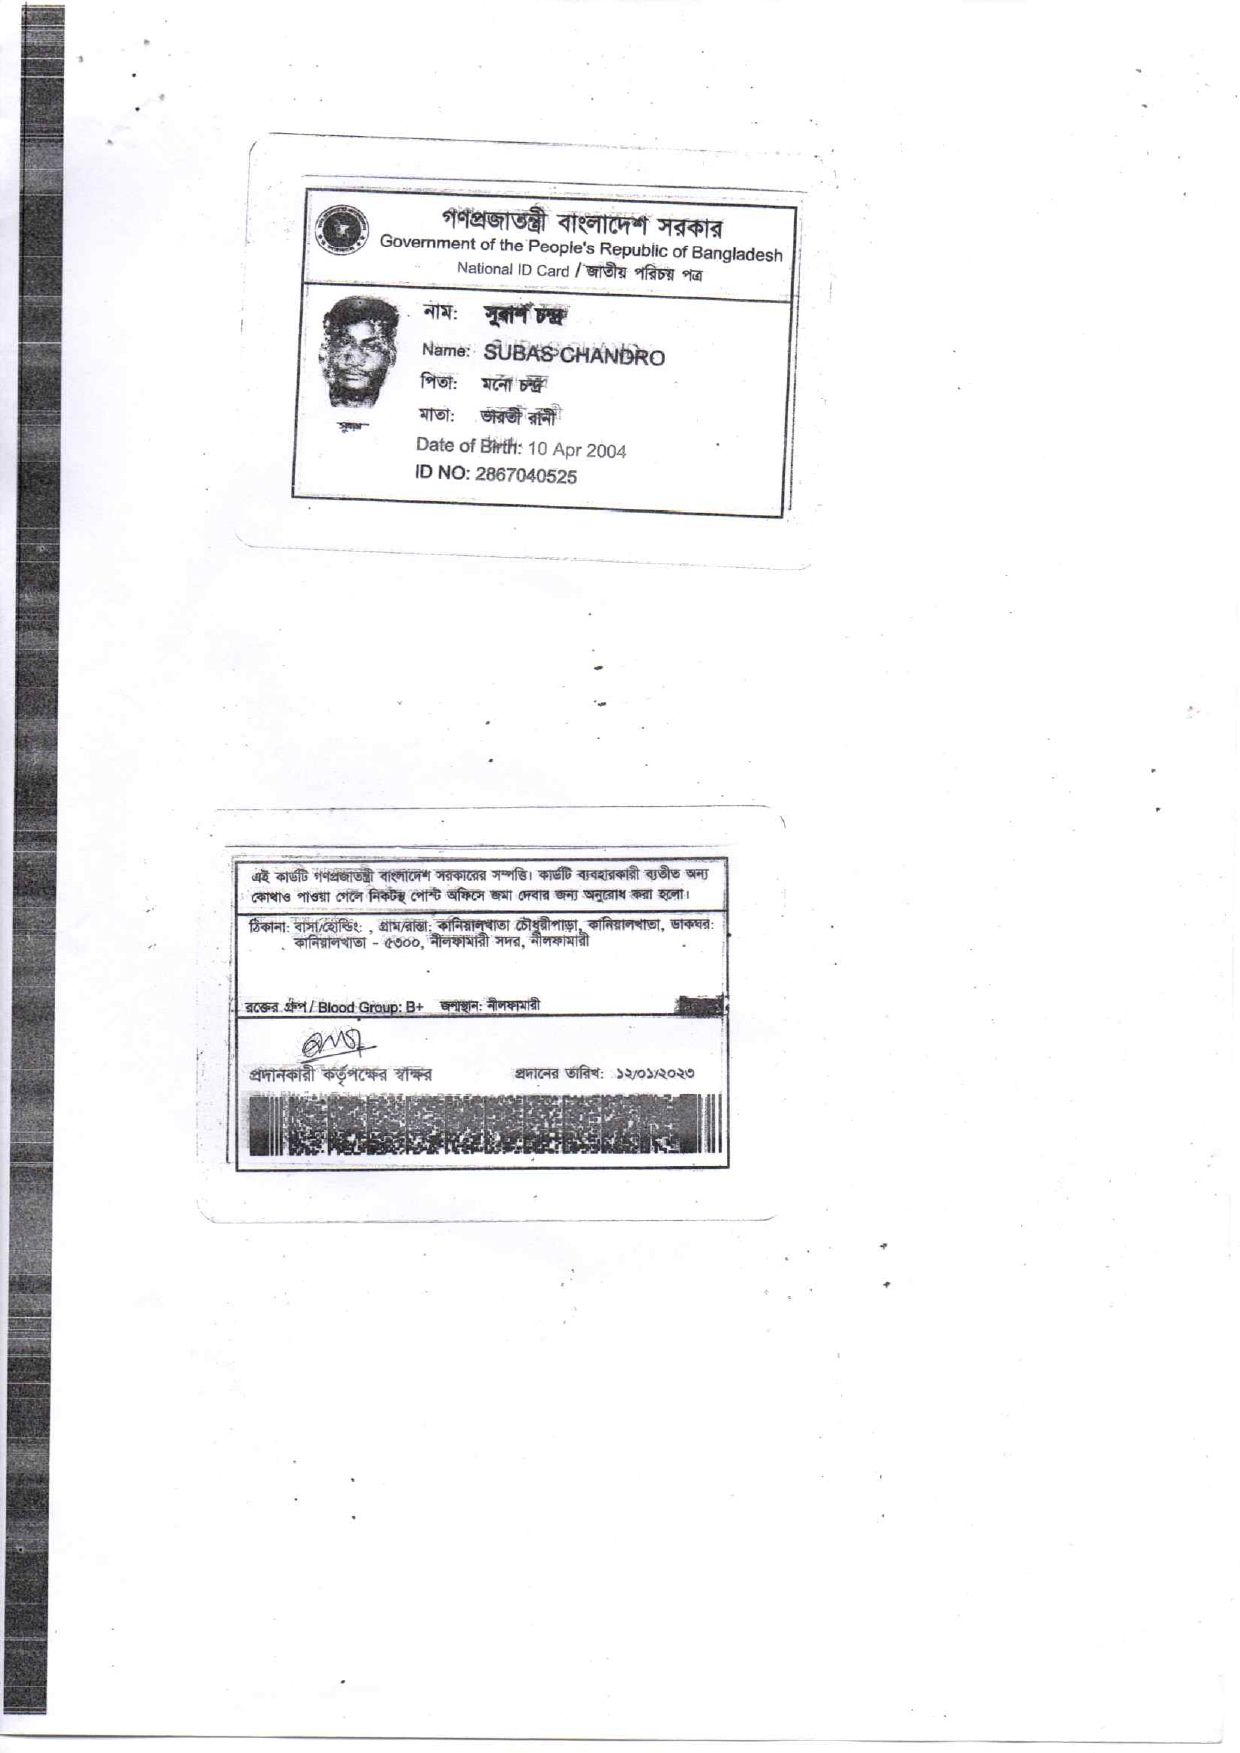 গণপ্রজাতন্ত্রী বাংলাদেশ সরকার
Government of the People's Republic of Bangladesh
National ID Card / জাতীয় পরিচয় পত্র
নাম: সুবাশ চন্দ্র
Name: SUBAS CHANDRO
পিতা: মনো চন্দ্র
মাতা: ভারতী রানী
সুবাস
Date of Birth: 10 Apr 2004
ID NO: 2867040525
এই কার্ডটি গণপ্রজাতন্ত্রী বাংলাদেশ সরকারের সম্পত্তি। কার্ডটি ব্যবহারকারী ব্যতীত অন্য
কোথাও পাওয়া গেলে নিকটস্থ পোস্ট অফিসে জমা দেবার জন্য অনুরোধ করা হলো।
ঠিকানা: বাসা/হোল্ডিং: , গ্রাম/রাস্তা: কানিয়ালখাতা চৌধুরীপাড়া, কানিয়ালখাতা, ডাকঘর:
কানিয়ালখাতা - ৫৩০০, নীলফামারী সদর, নীলফামারী
রক্তের গ্রুপ / Blood Group: B+ জন্মস্থান: নীলফামারী
প্রদানকারী কর্তৃপক্ষের স্বাক্ষর প্রদানের তারিখ: ১২/০১/২০২৩